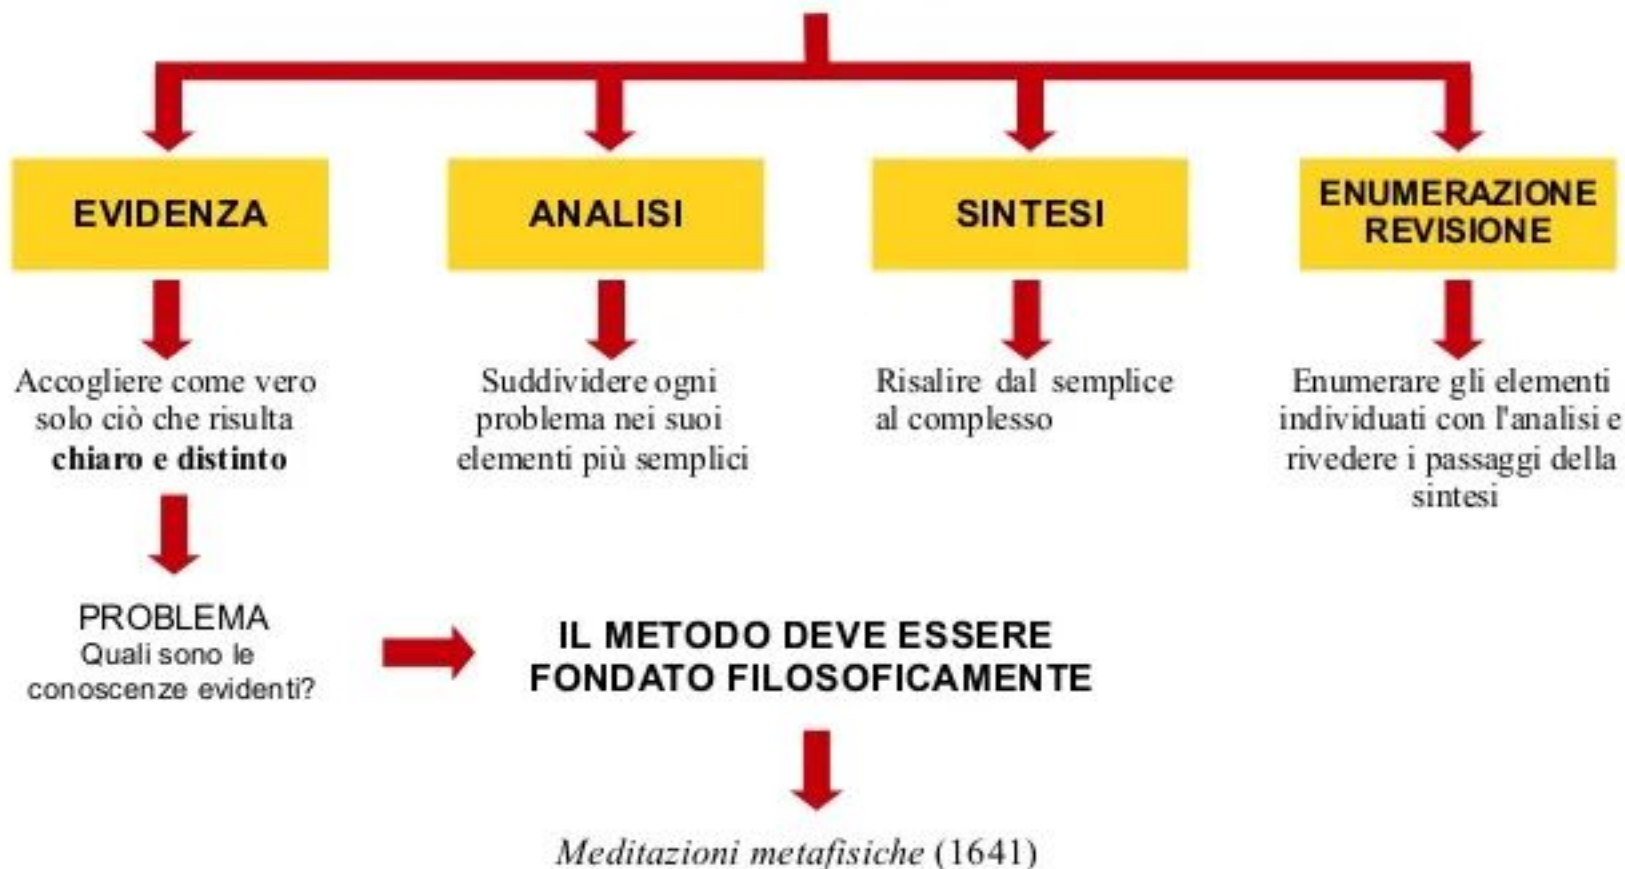 EVIDENZA
ANALISI
SINTESI
ENUMERAZIONE
REVISIONE
Accogliere come vero
solo ciò che risulta
chiaro e distinto
Suddividere ogni
problema nei suoi
elementi più semplici
Risalire dal semplice
al complesso
Enumerare gli elementi
individuati con l'analisi e
rivedere i passaggi della
sintesi
PROBLEMA
Quali sono le
conoscenze evidenti?
IL METODO DEVE ESSERE
FONDATO FILOSOFICAMENTE
Meditazioni metafisiche (1641)